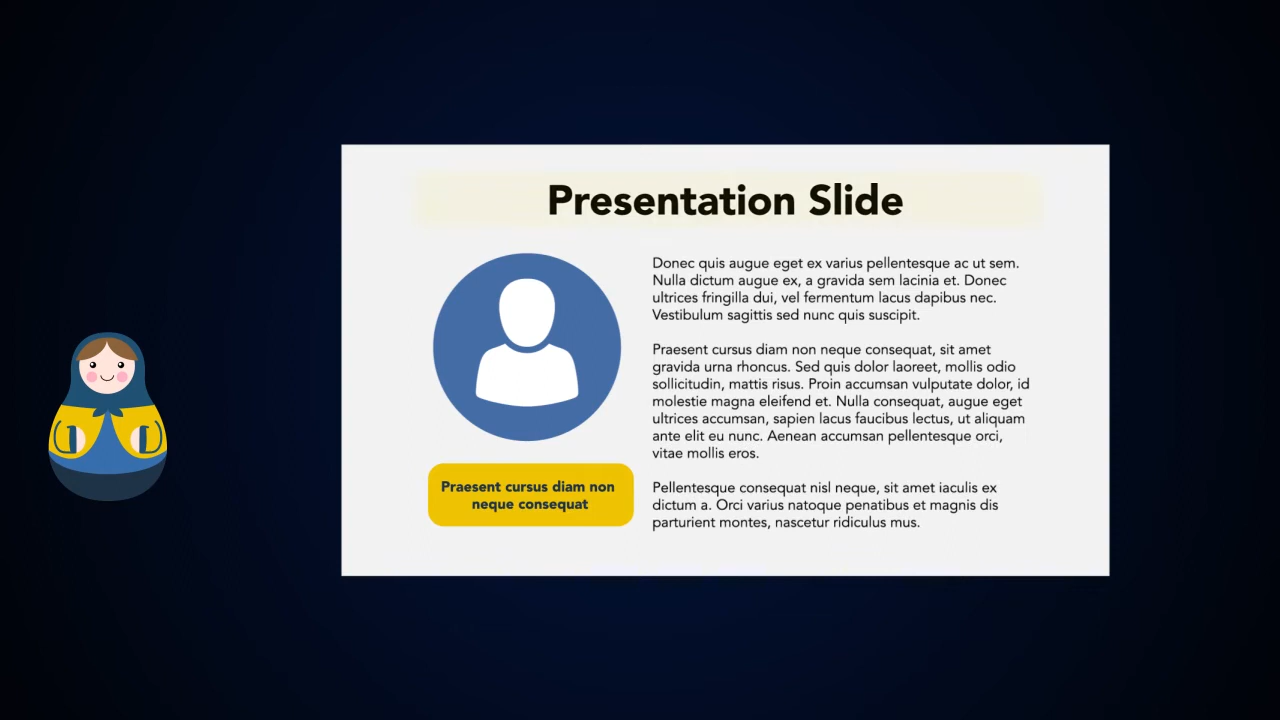 Presentation Slide
Donec quis augue eget ex varius pellentesque ac ut sem.
Nulla dictum augue ex, a gravida sem lacinia et. Donec
ultrices fringilla dui, vel fermentum lacus dapibus nec.
Vestibulum sagittis sed nunc quis suscipit.
Praesent cursus diam non neque consequat, sit amet
gravida urna rhoncus. Sed quis dolor laoreet, mollis odio
sollicitudin, mattis risus. Proin accumsan vulputate dolor, id
molestie magna eleifend et. Nulla consequat, augue eget
ultrices accumsan, sapien lacus faucibus lectus, ut aliquam
ante elit eu nunc. Aenean accumsan pellentesque orci,
vitae mollis eros.
Pellentesque consequat nisl neque, sit amet iaculis ex
dictum a. Orci varius natoque penatibus et magnis dis
parturient montes, nascetur ridiculus mus.
Praesent cursus diam non
neque consequat